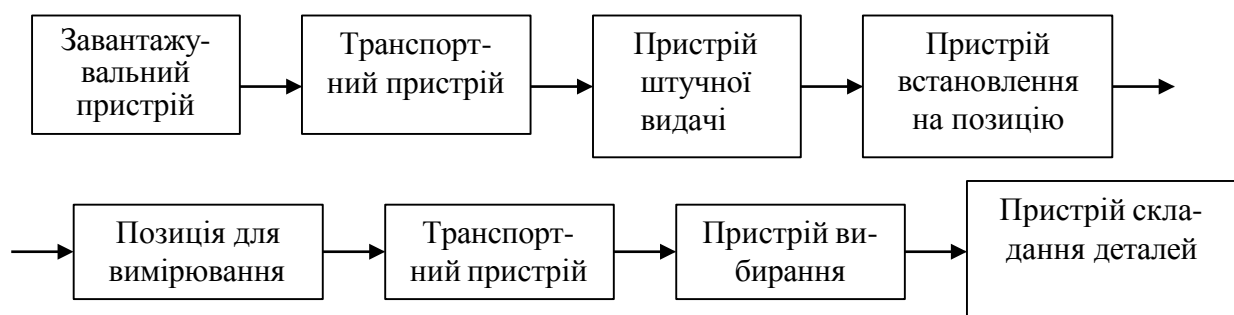 Завантажу-
вальний
пристрій
Транспорт-
ний пристрій
Пристрій
штучної
видачі
Пристрій
встановлення
на позицію
Позиція для
вимірювання
Транспорт-
ний пристрій
Пристрій ви-
бирання
Пристрій скла-
дання деталей